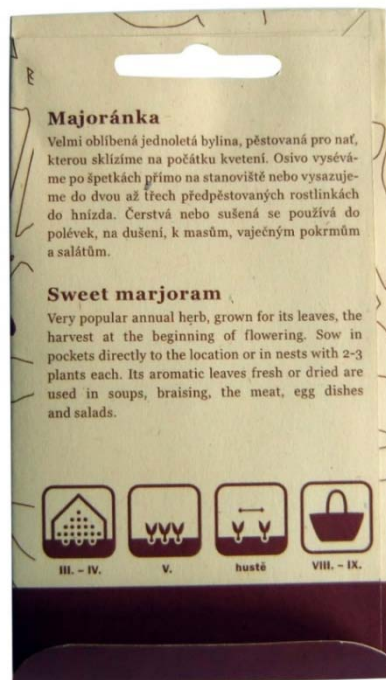 Majoránka
Velmi oblíbená jednoletá bylina, pěstovaná pro nať,
kterou sklízíme na počátku kvetení. Osivo vysévá-
me po špetkách přímo na stanoviště nebo vysazuje-
me do dvou až třech předpěstovaných rostlinkách
do hnízda. Čerstvá nebo sušená se používá do
polévek, na dušení, k masům, vaječným pokrmům
a salátům.
Sweet marjoram
Very popular annual herb, grown for its leaves, the
harvest at the beginning of flowering. Sow in
pockets directly to the location or in nests with 2-3
plants each. Its aromatic leaves fresh or dried are
used in soups, braising, the meat, egg dishes
and salads.
III. – IV. V. hustě VIII. – IX.